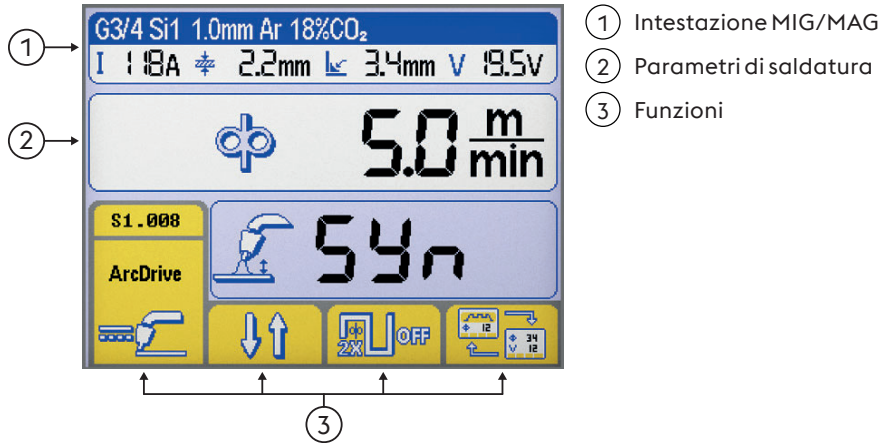 G3/4 Si1 1.0mm Ar 18%CO₂
I 118A 2.2mm 3.4mm V 19.5V
5.0 m/min
S1.008
ArcDrive
Syn
2X OFF
12
34
V 12
1
2
3
1 Intestazione MIG/MAG
2 Parametri di saldatura
3 Funzioni